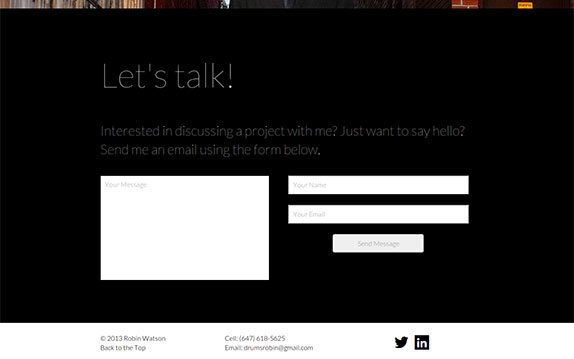 Let's talk!
Interested in discussing a project with me? Just want to say hello?
Send me an email using the form below.
Your Message
Your Name
Your Email
Send Message
© 2013 Robin Watson
Back to the Top
Cell: (647) 618-5625
Email: drumsrobin@gmail.com
in